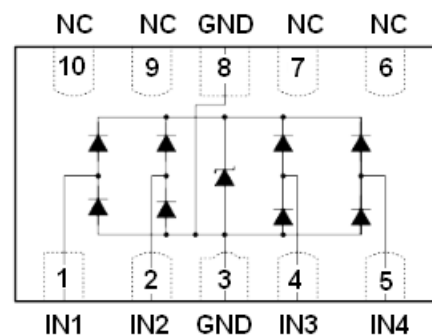 NC NC GND NC NC
10 9 8 7 6
1 2 3 4 5
IN1 IN2 GND IN3 IN4